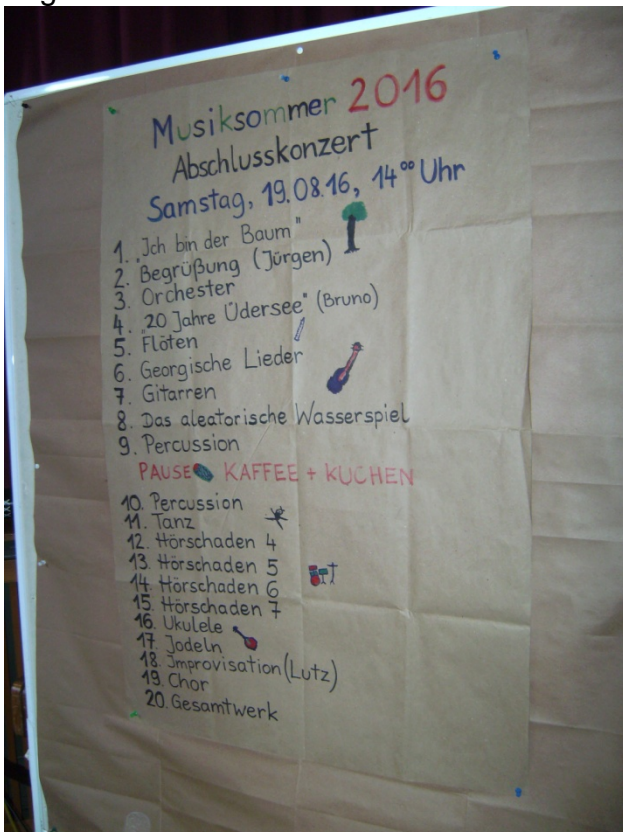 Musiksommer 2016
Abschlusskonzert
Samstag, 19.08.16, 14°° Uhr
1. „Ich bin der Baum"
2. Begrüßung (Jürgen)
3. Orchester
4. „20 Jahre Üdersee" (Bruno)
5. Flöten
6. Georgische Lieder
7. Gitarren
8. Das aleatorische Wasserspiel
9. Percussion
PAUSE KAFFEE + KUCHEN
10. Percussion
11. Tanz
12. Hörschaden 4
13. Hörschaden 5
14. Hörschaden 6
15. Hörschaden 7
16. Ukulele
17. Jodeln
18. Improvisation (Lutz)
19. Chor
20. Gesamtwerk